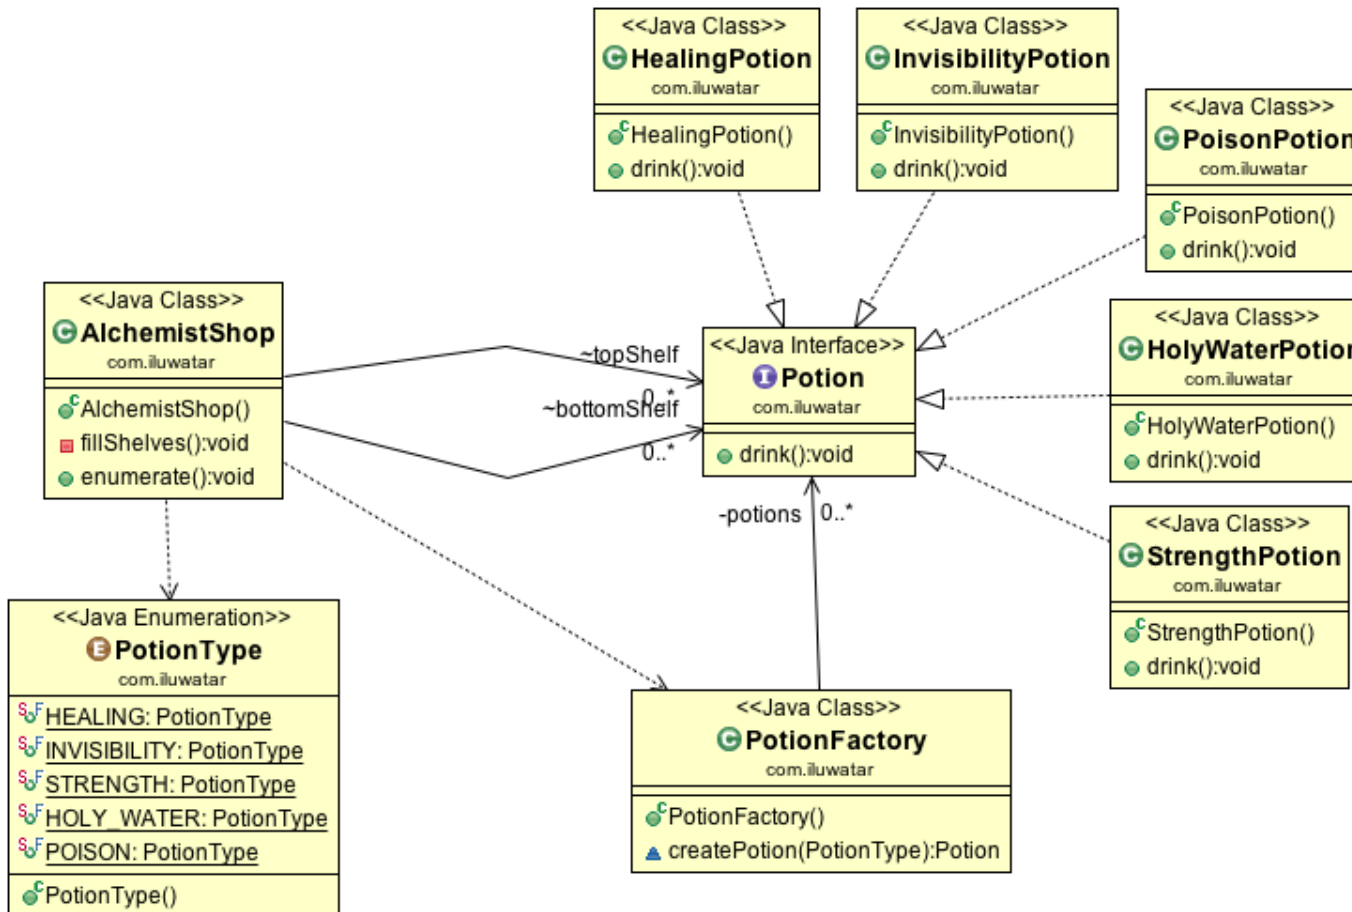 <<Java Class>>
HealingPotion
com.iluwatar
HealingPotion()
drink():void
<<Java Class>>
InvisibilityPotion
com.iluwatar
InvisibilityPotion()
drink():void
<<Java Class>>
PoisonPotion
com.iluwatar
PoisonPotion()
drink():void
<<Java Class>>
AlchemistShop
com.iluwatar
AlchemistShop()
fillShelves():void
enumerate():void
~topShelf
0..*
~bottomShelf
0..*
<<Java Interface>>
Potion
com.iluwatar
drink():void
<<Java Class>>
HolyWaterPotion
com.iluwatar
HolyWaterPotion()
drink():void
-potions
0..*
<<Java Class>>
StrengthPotion
com.iluwatar
StrengthPotion()
drink():void
<<Java Enumeration>>
PotionType
com.iluwatar
HEALING: PotionType
INVISIBILITY: PotionType
STRENGTH: PotionType
HOLY_WATER: PotionType
POISON: PotionType
PotionType()
<<Java Class>>
PotionFactory
com.iluwatar
PotionFactory()
createPotion(PotionType):Potion